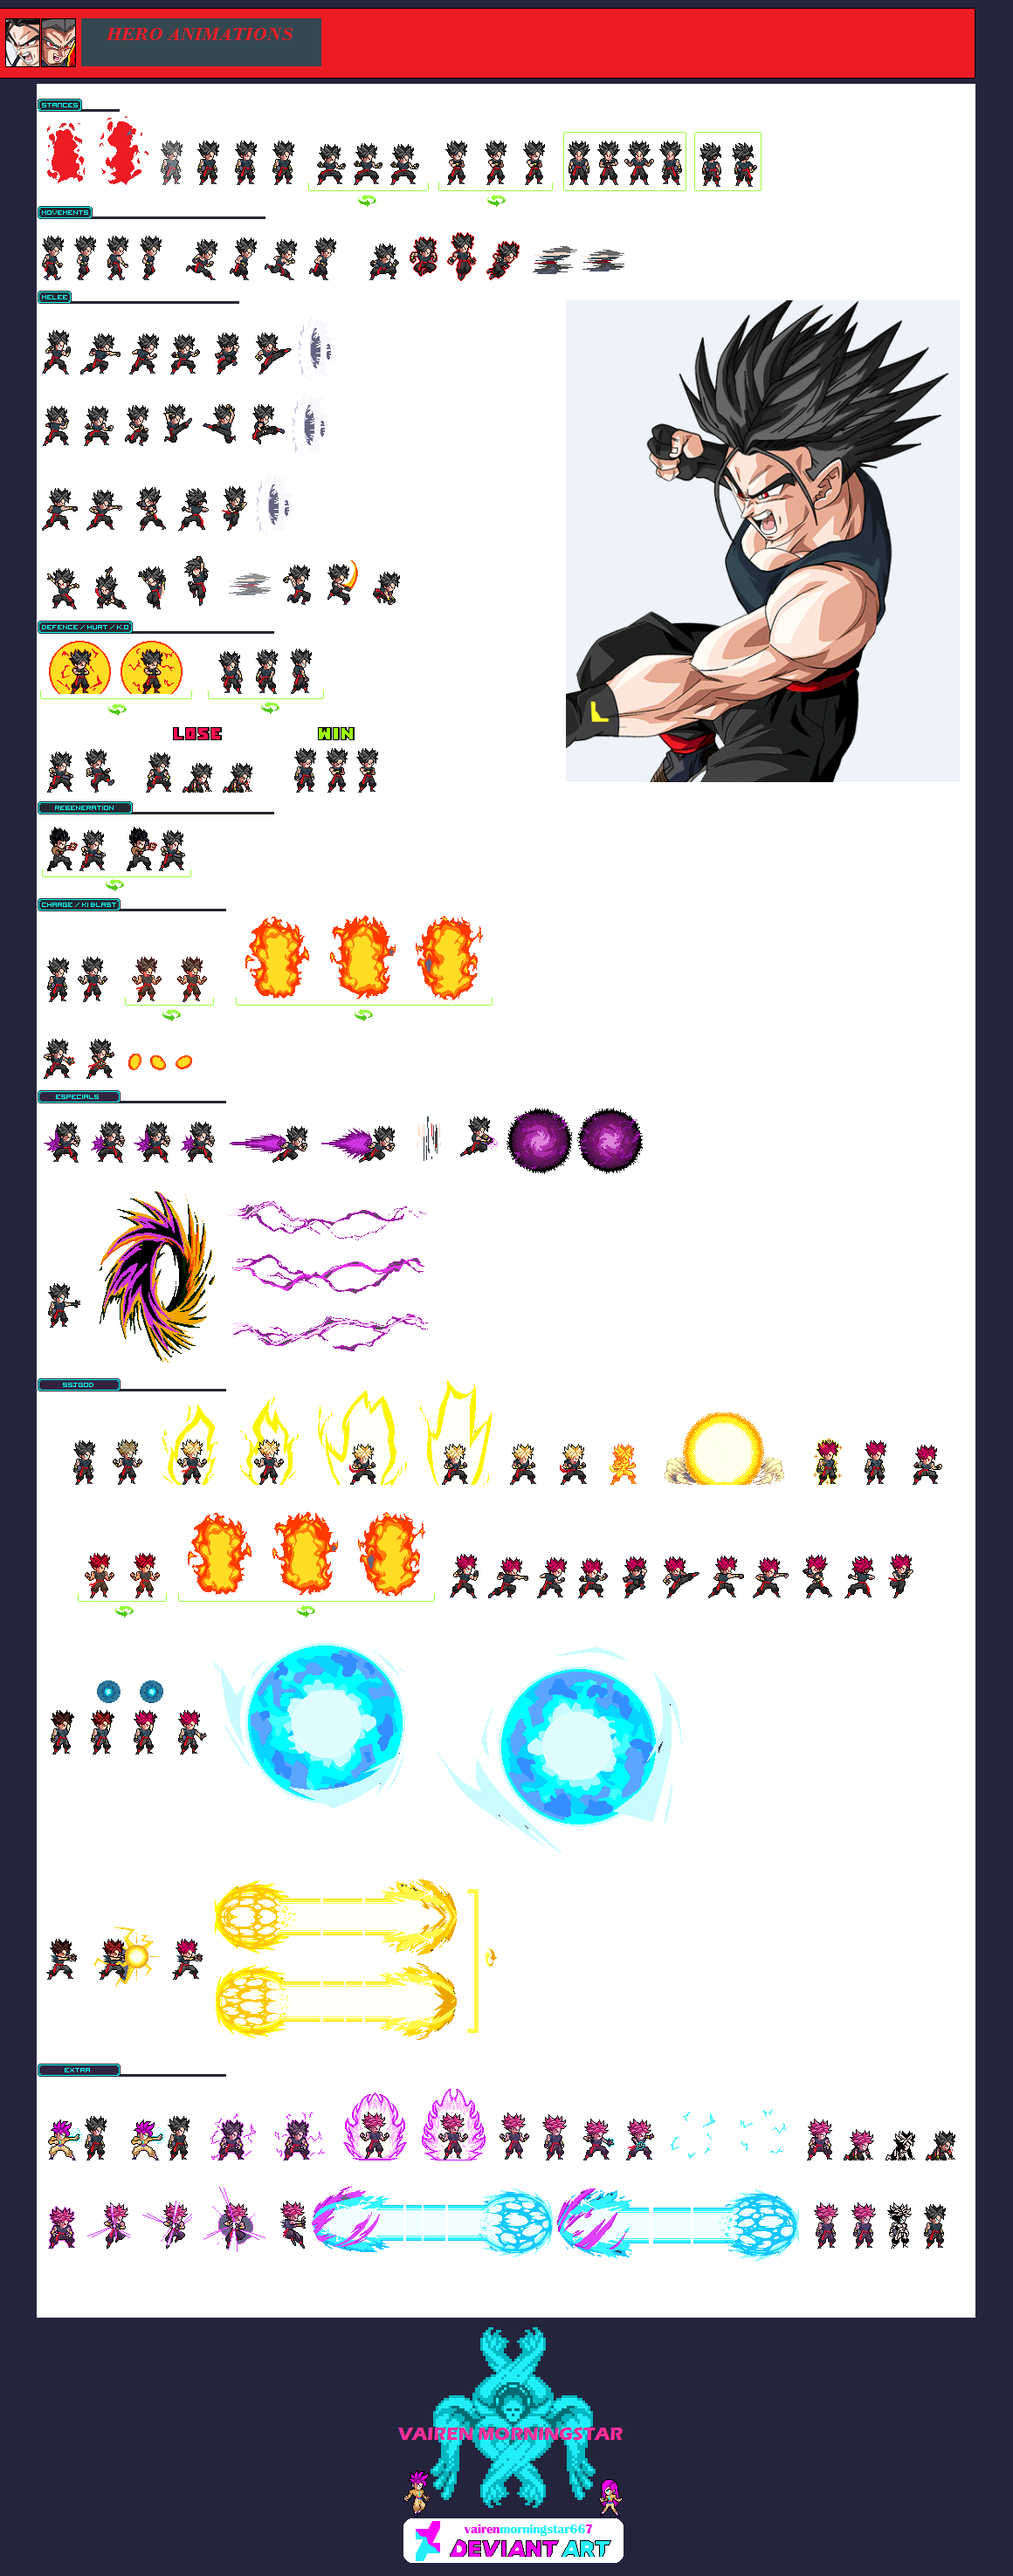 HERO ANIMATIONS
STANCES
MOVEMENTS
MELEE
DEFENCE / HURT / K.O
LOSE
WIN
REGENERATION
CHARGE / KI BLAST
ESPECIALS
SSJGOD
EXTRA
VAIREN MORNINGSTAR
vairenmorningstar667
DEVIANT ART